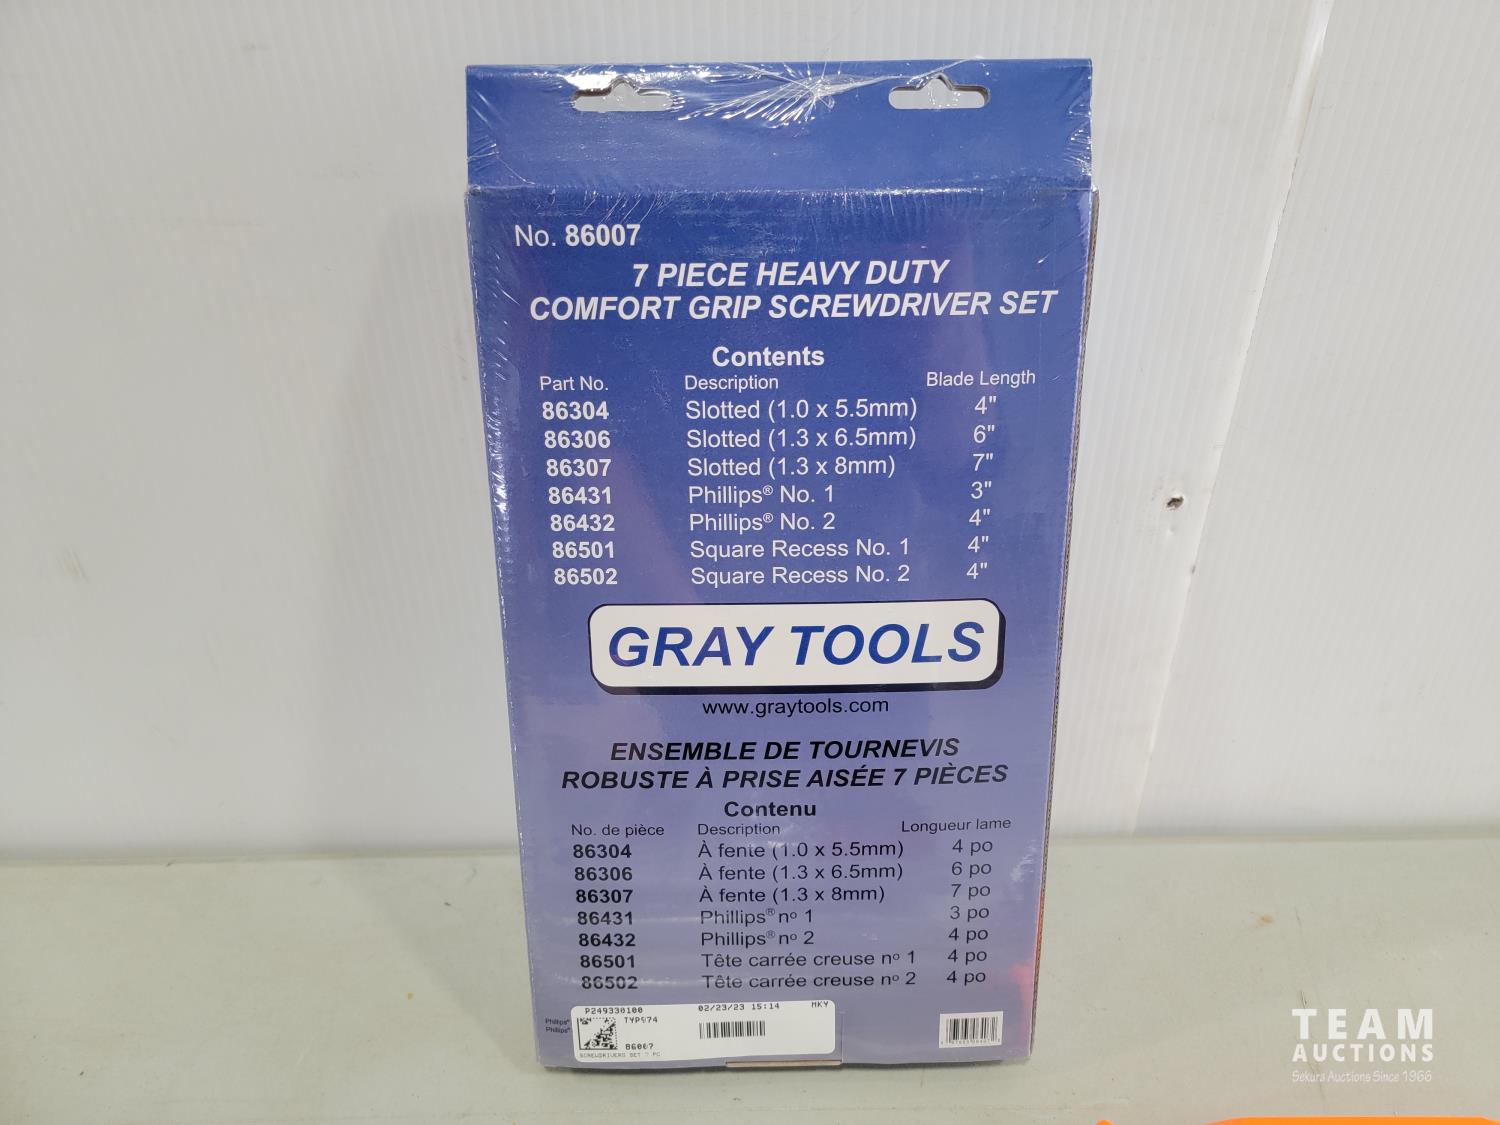 No. 86007
7 PIECE HEAVY DUTY
COMFORT GRIP SCREWDRIVER SET
Contents
Part No. Description Blade Length
86304 Slotted (1.0 x 5.5mm) 4"
86306 Slotted (1.3 x 6.5mm) 6"
86307 Slotted (1.3 x 8mm) 7"
86431 Phillips® No. 1 3"
86432 Phillips® No. 2 4"
86501 Square Recess No. 1 4"
86502 Square Recess No. 2 4"
GRAY TOOLS
www.graytools.com
ENSEMBLE DE TOURNEVIS
ROBUSTE À PRISE AISÉE 7 PIÈCES
Contenu
No. de pièce Description Longueur lame
86304 À fente (1.0 x 5.5mm) 4 po
86306 À fente (1.3 x 6.5mm) 6 po
86307 À fente (1.3 x 8mm) 7 po
86431 Phillips® nº 1 3 po
86432 Phillips® nº 2 4 po
86501 Tête carrée creuse nº 1 4 po
86502 Tête carrée creuse nº 2 4 po
P249330100 02/23/23 15:14 MKY
Phillips®
Phillips®
86007
SCREWDRIVERS SET 7 PC
TEAM
AUCTIONS
Sekura Auctions Since 1966